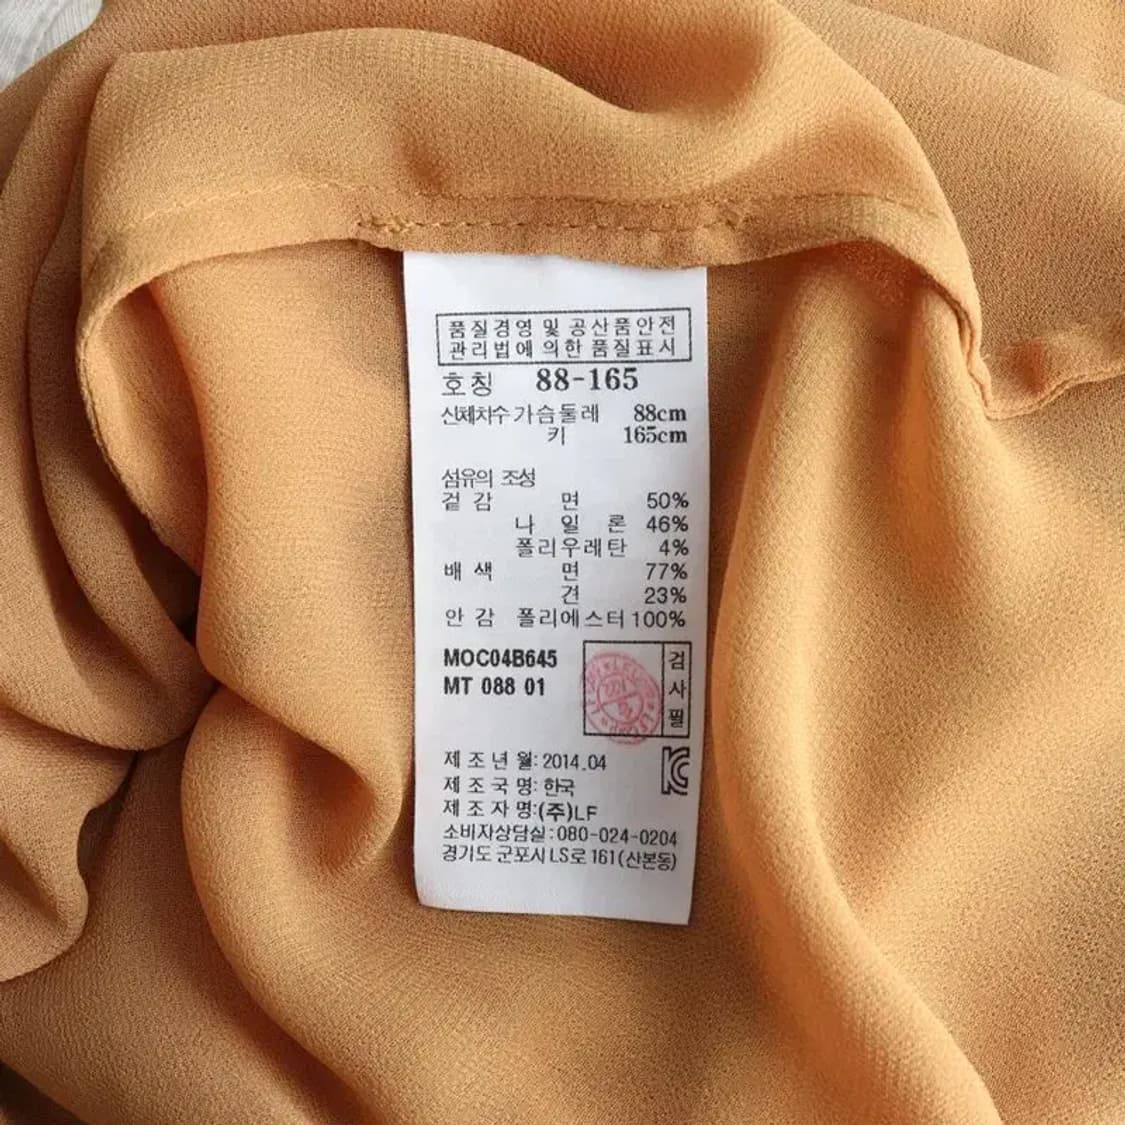 품질경영 및 공산품안전
관리법에 의한 품질표시
호칭 88-165
신체치수 가슴둘레 88cm
키 165cm
섬유의 조성
겉감 면 50%
나일론 46%
폴리우레탄 4%
배색 면 77%
견 23%
안감 폴리에스터 100%
MOC04B645
MT 088 01
검사필
제조년월: 2014.04
제조국명: 한국
제조자명: (주)LF
소비자상담실: 080-024-0204
경기도 군포시 LS로 161(산본동)